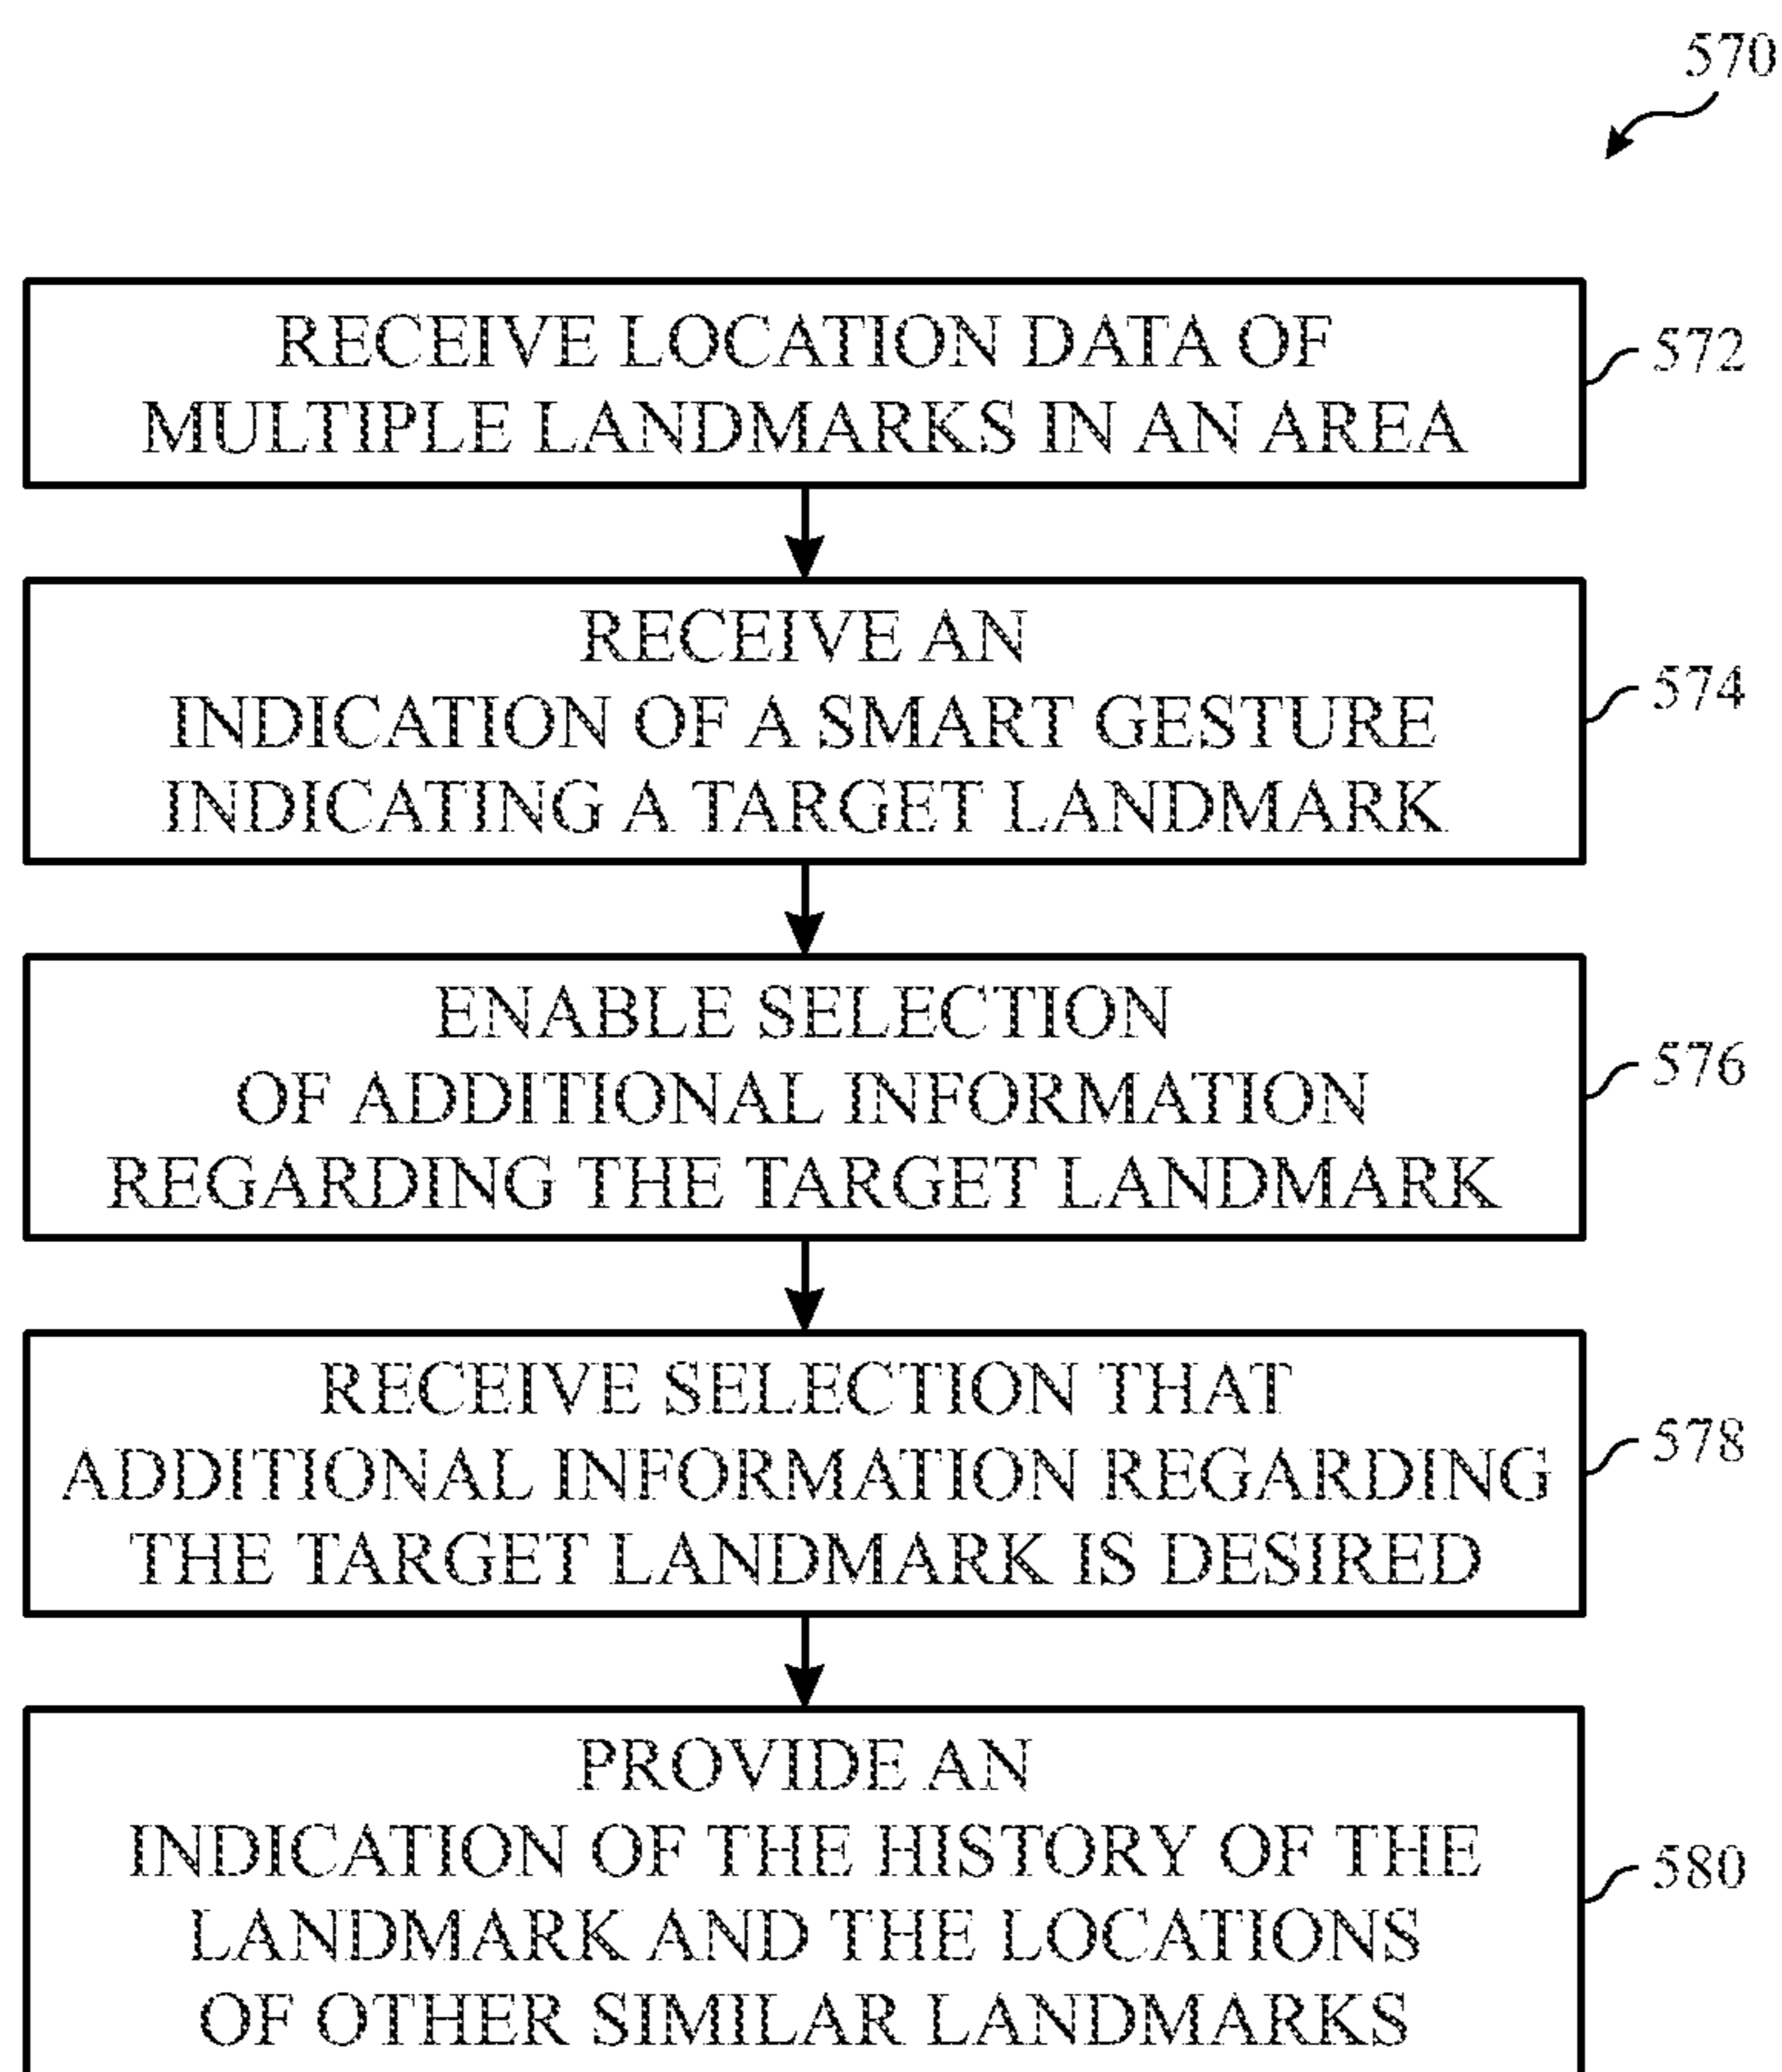 570
RECEIVE LOCATION DATA OF
MULTIPLE LANDMARKS IN AN AREA
572
RECEIVE AN
INDICATION OF A SMART GESTURE
INDICATING A TARGET LANDMARK
574
ENABLE SELECTION
OF ADDITIONAL INFORMATION
REGARDING THE TARGET LANDMARK
576
RECEIVE SELECTION THAT
ADDITIONAL INFORMATION REGARDING
THE TARGET LANDMARK IS DESIRED
578
PROVIDE AN
INDICATION OF THE HISTORY OF THE
LANDMARK AND THE LOCATIONS
OF OTHER SIMILAR LANDMARKS
580